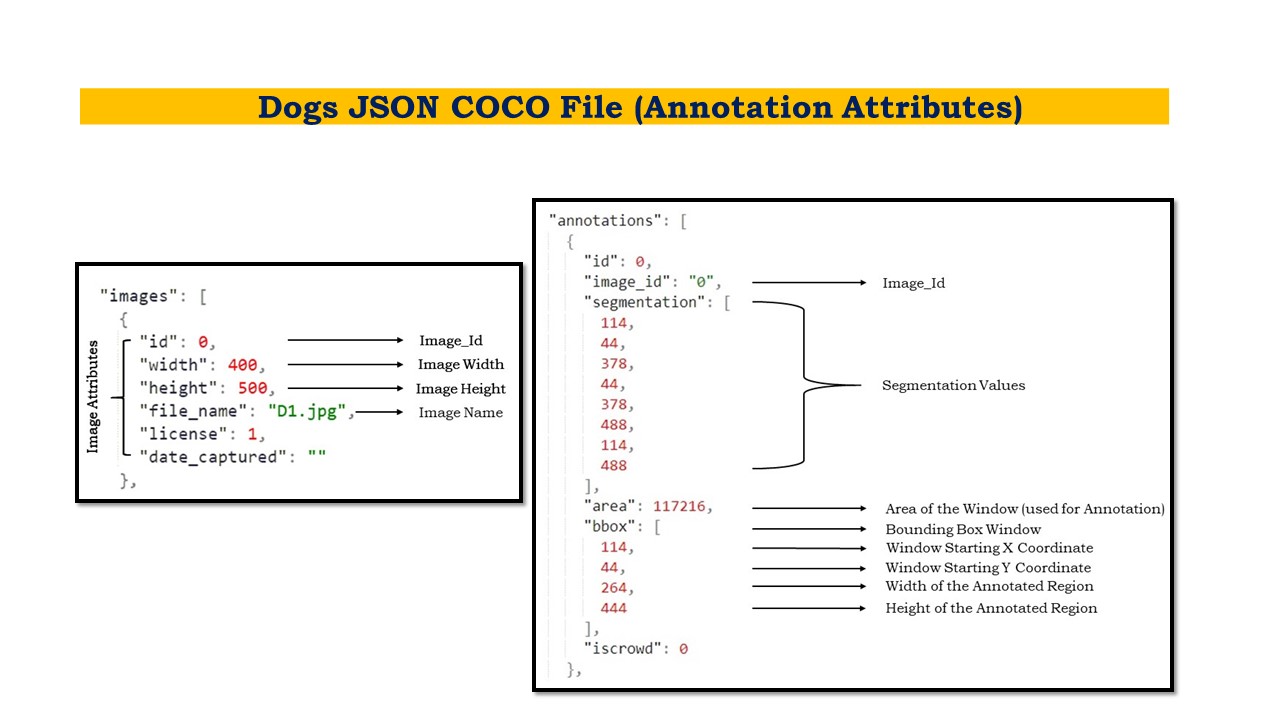 Dogs JSON COCO File (Annotation Attributes)
Image Attributes
"images": [
{
"id": 0,
Image_Id
"width": 400,
Image Width
"height": 500,
Image Height
"file_name": "D1.jpg",
Image Name
"license": 1,
"date_captured": ""
},
"annotations": [
{
"id": 0,
"image_id": "0",
Image_Id
"segmentation": [
114,
44,
378,
44,
378,
488,
114,
488
Segmentation Values
],
"area": 117216,
Area of the Window (used for Annotation)
"bbox": [
Bounding Box Window
114,
Window Starting X Coordinate
44,
Window Starting Y Coordinate
264,
Width of the Annotated Region
444
Height of the Annotated Region
],
"iscrowd": 0
},